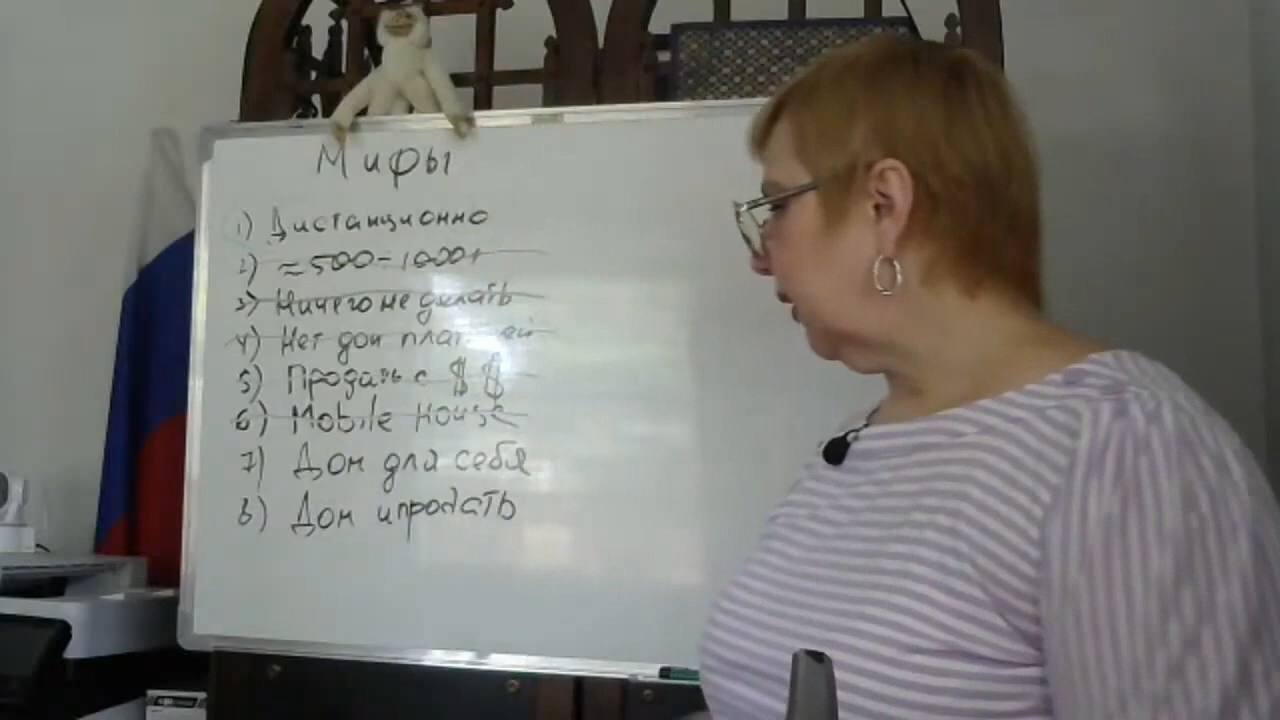 Мифы
1) Дистанционно
2) ≈500-1000+
3) Ничего не делать
4) Нет доп плат
5) Продать с $ $
6) Mobile House
7) Дом для себя
8) Дом и продать